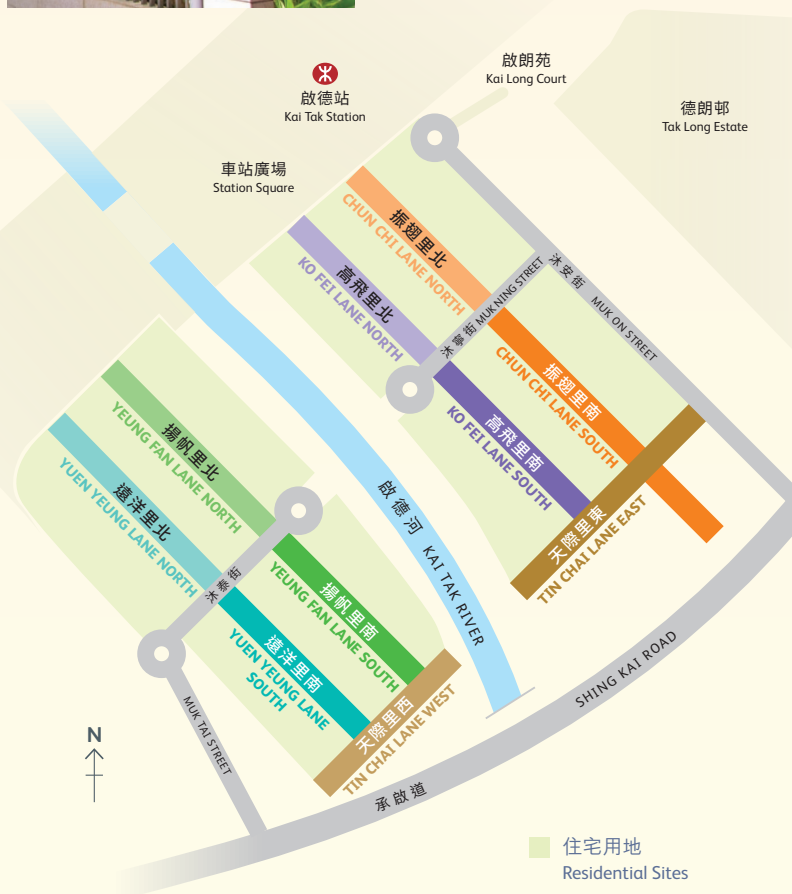 啟朗苑
Kai Long Court
啟德站
Kai Tak Station
德朗邨
Tak Long Estate
車站廣場
Station Square
振翅里北
CHUN CHI LANE NORTH
高飛里北
KO FEI LANE NORTH
沐寧街 MUK NING STREET
沐安街 MUK ON STREET
振翅里南
CHUN CHI LANE SOUTH
高飛里南
KO FEI LANE SOUTH
天際里東
TIN CHAI LANE EAST
揚帆里北
YEUNG FAN LANE NORTH
遠洋里北
YUEN YEUNG LANE NORTH
啟德河 KAI TAK RIVER
沐泰街
揚帆里南
YEUNG FAN LANE SOUTH
遠洋里南
YUEN YEUNG LANE
SOUTH
天際里西
TIN CHAI LANE WEST
MUK TAI STREET
承啟道 SHING KAI ROAD
N
住宅用地
Residential Sites